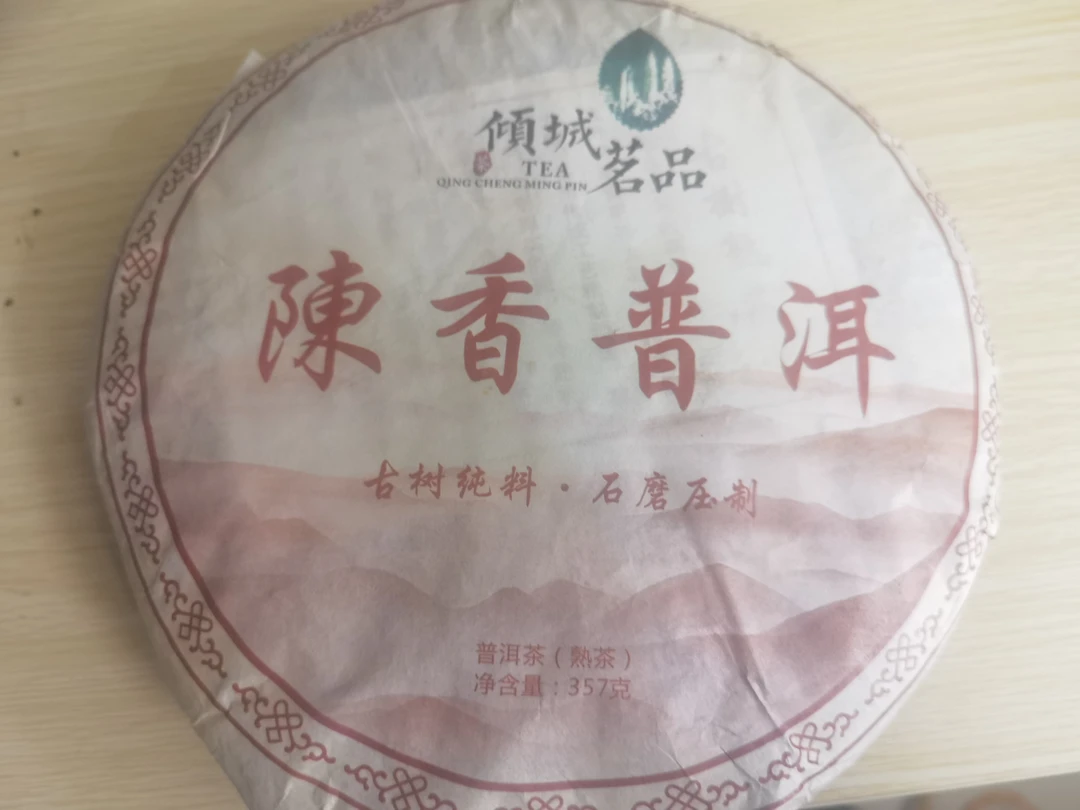 傾城
TEA
QING CHENG MING PIN
茗品
陳香普洱
古树纯料·石磨压制
普洱茶（熟茶）
净含量：357克